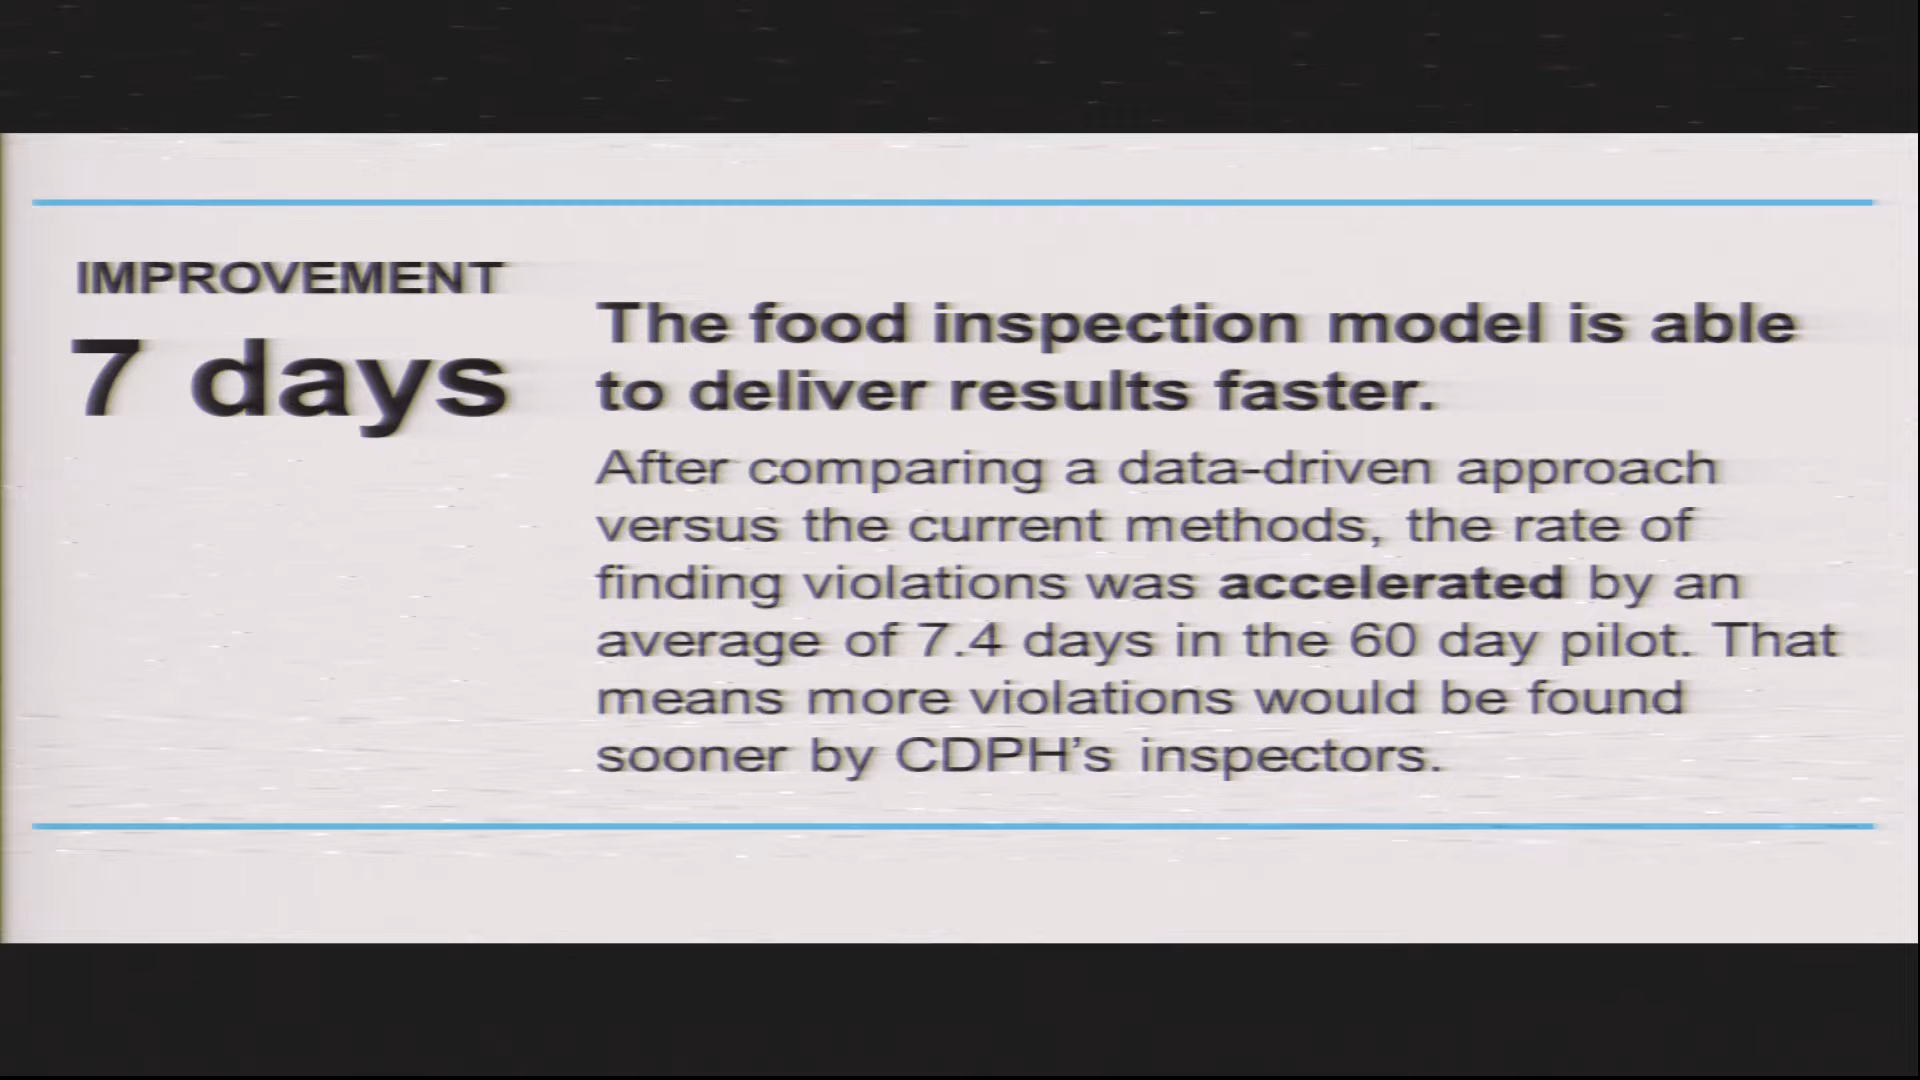 IMPROVEMENT
7 days
The food inspection model is able
to deliver results faster.
After comparing a data-driven approach
versus the current methods, the rate of
finding violations was accelerated by an
average of 7.4 days in the 60 day pilot. That
means more violations would be found
sooner by CDPH’s inspectors.